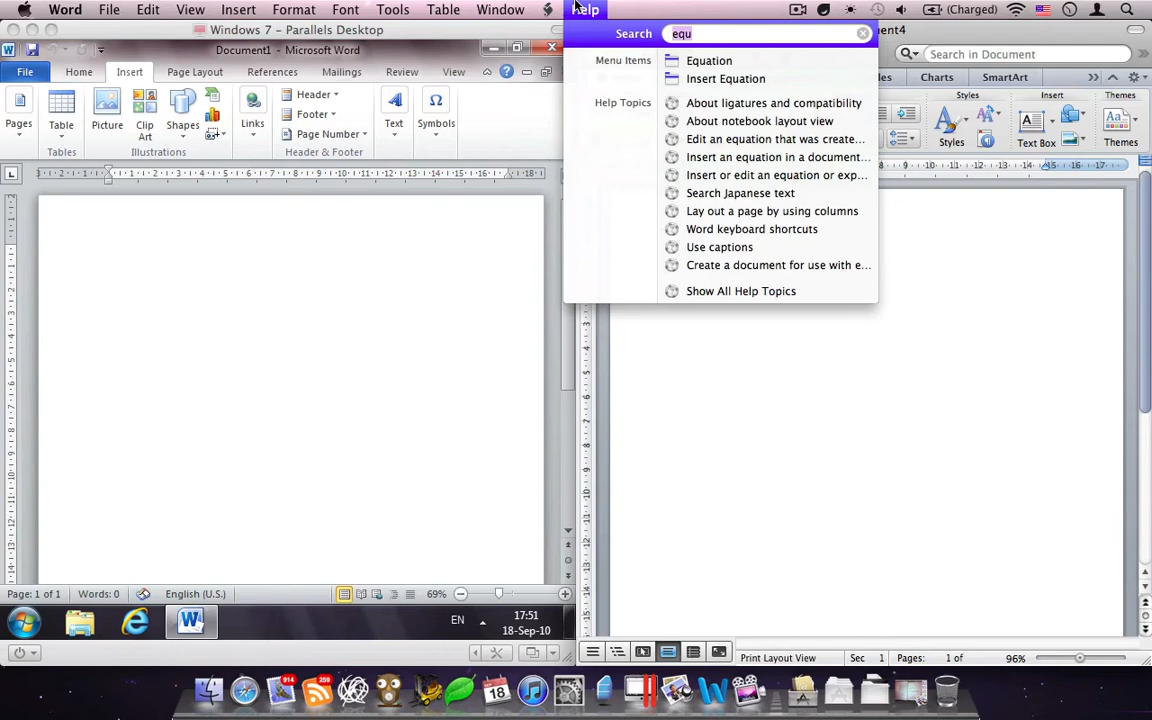 Word File Edit View Insert Format Font Tools Table Window Help (Charged)
Windows 7 - Parallels Desktop
Document1 - Microsoft Word
File Home Insert Page Layout References Mailings Review View
Pages
Table
Tables
Picture
Clip Art
Shapes
Illustrations
Links
Header
Footer
Page Number
Header & Footer
Text
Symbols
Search equ
Menu Items Equation
Insert Equation
Help Topics About ligatures and compatibility
About notebook layout view
Edit an equation that was create...
Insert an equation in a document...
Insert or edit an equation or exp...
Search Japanese text
Lay out a page by using columns
Word keyboard shortcuts
Use captions
Create a document for use with e...
Show All Help Topics
ent4
Search in Document
les Charts SmartArt
Styles Insert Themes
Styles Text Box Themes
Page: 1 of 1 Words: 0 English (U.S.) 69%
EN 17:51
18-Sep-10
Print Layout View Sec 1 Pages: 1 of 96%
914 259 18